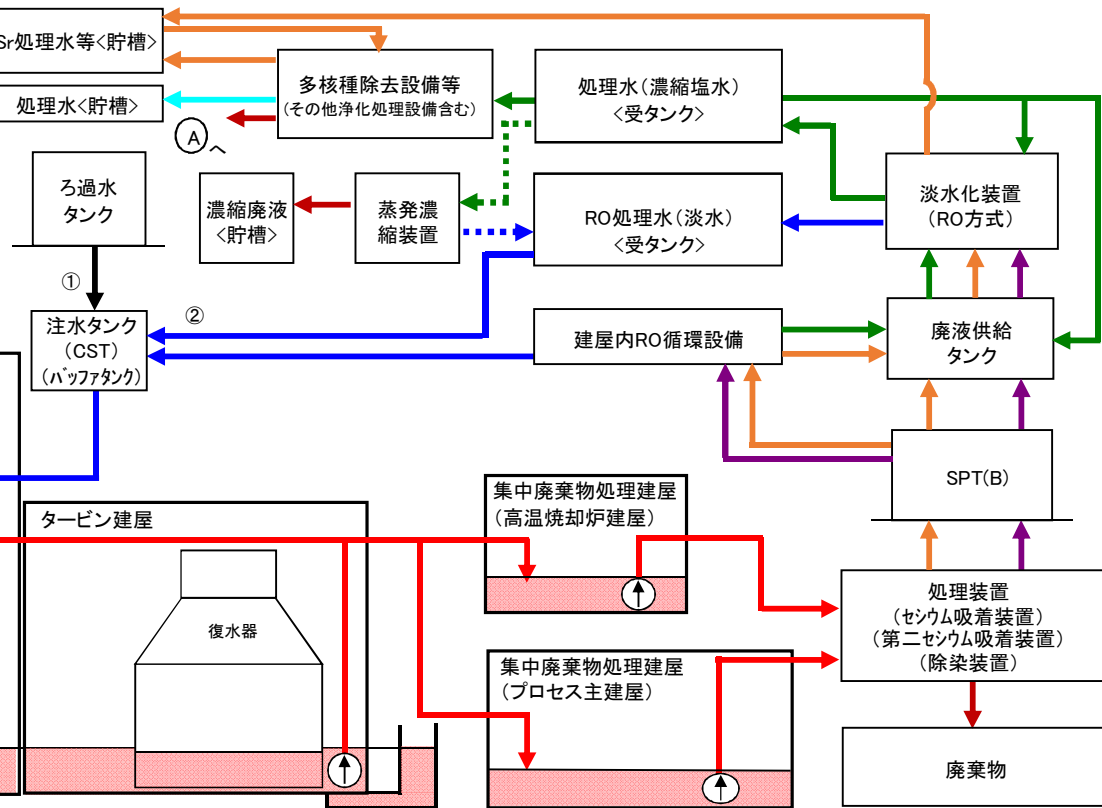 Sr処理水等<貯槽>
処理水<貯槽>
多核種除去設備等
(その他浄化処理設備含む)
Aへ
処理水(濃縮塩水)
<受タンク>
ろ過水
タンク
濃縮廃液
<貯槽>
蒸発濃
縮装置
RO処理水(淡水)
<受タンク>
淡水化装置
(RO方式)
①
②
注水タンク
(CST)
(バッファタンク)
建屋内RO循環設備
廃液供給
タンク
SPT(B)
タービン建屋
復水器
集中廃棄物処理建屋
(高温焼却炉建屋)
集中廃棄物処理建屋
(プロセス主建屋)
処理装置
(セシウム吸着装置)
(第二セシウム吸着装置)
(除染装置)
廃棄物